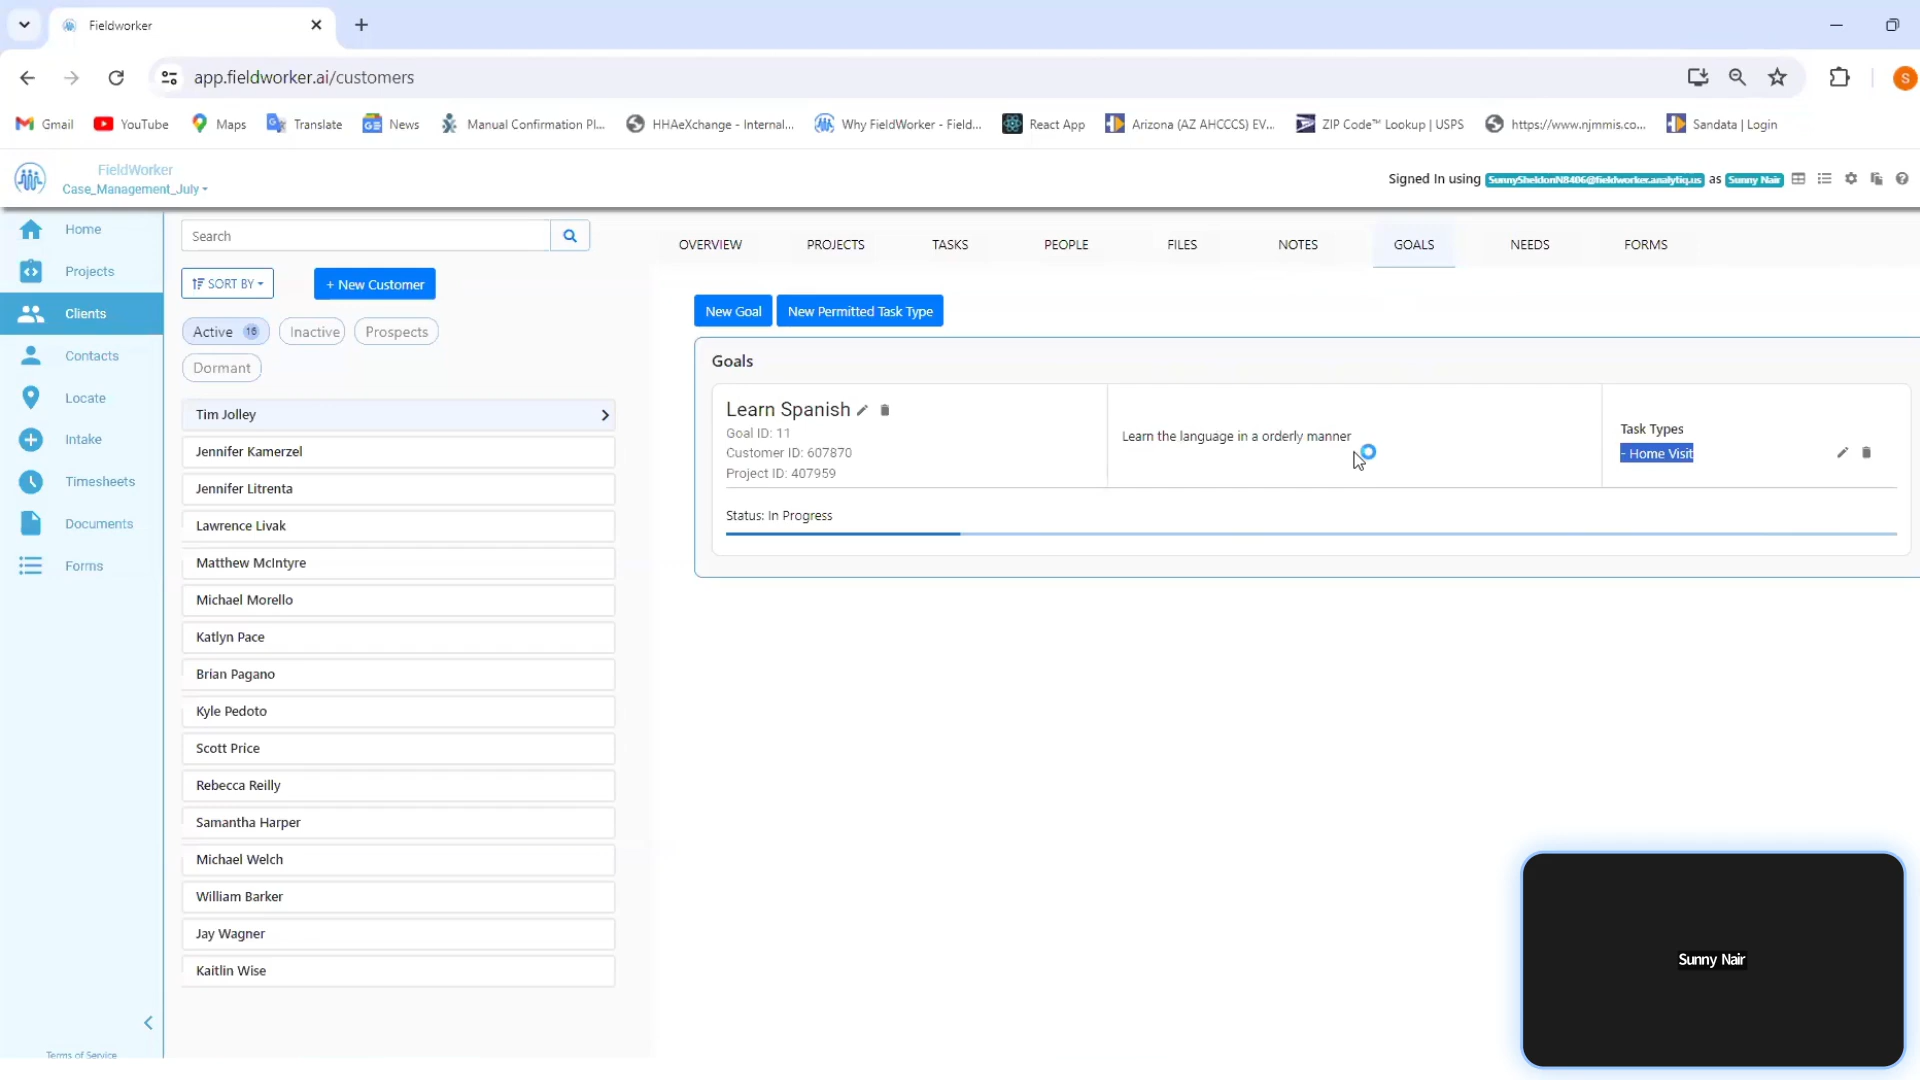 Fieldworker
app.fieldworker.ai/customers
S
Gmail
YouTube
Maps
Translate
News
Manual Confirmation Pl...
HHAeXchange - Internal...
Why FieldWorker - Field...
React App
Arizona (AZ AHCCCS) EV...
ZIP Code™ Lookup | USPS
https://www.njmmis.co...
Sandata | Login
FieldWorker
Case_Management_July
Signed In using SunnySheldonN8406@fieldworker.analytiq.us as Sunny Nair
Home
Projects
Clients
Contacts
Locate
Intake
Timesheets
Documents
Forms
Terms of Service
Search
SORT BY
+ New Customer
Active 16
Inactive
Prospects
Dormant
Tim Jolley
Jennifer Kamerzel
Jennifer Litrenta
Lawrence Livak
Matthew McIntyre
Michael Morello
Katlyn Pace
Brian Pagano
Kyle Pedoto
Scott Price
Rebecca Reilly
Samantha Harper
Michael Welch
William Barker
Jay Wagner
Kaitlin Wise
OVERVIEW
PROJECTS
TASKS
PEOPLE
FILES
NOTES
GOALS
NEEDS
FORMS
New Goal
New Permitted Task Type
Goals
Learn Spanish
Goal ID: 11
Customer ID: 607870
Project ID: 407959
Learn the language in a orderly manner
Task Types
- Home Visit
Status: In Progress
Sunny Nair